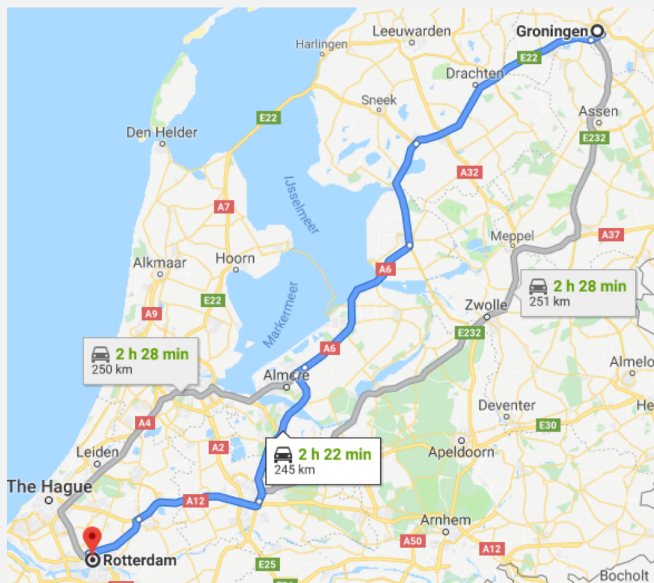 Leeuwarden
Groningen
Harlingen
E22
Drachten
Sneek
Assen
E22
Den Helder
E232
A32
IJsselmeer
A7
Meppel
A37
Hoorn
Alkmaar
A6
2 h 28 min
251 km
E22
A9
Markermeer
Zwolle
E232
2 h 28 min
250 km
A6
Almelo
Almere
Deventer
He
A4
A2
E30
Leiden
2 h 22 min
245 km
Apeldoorn
The Hague
A12
Arnhem
A50
A12
Rotterdam
E25
Bocholt